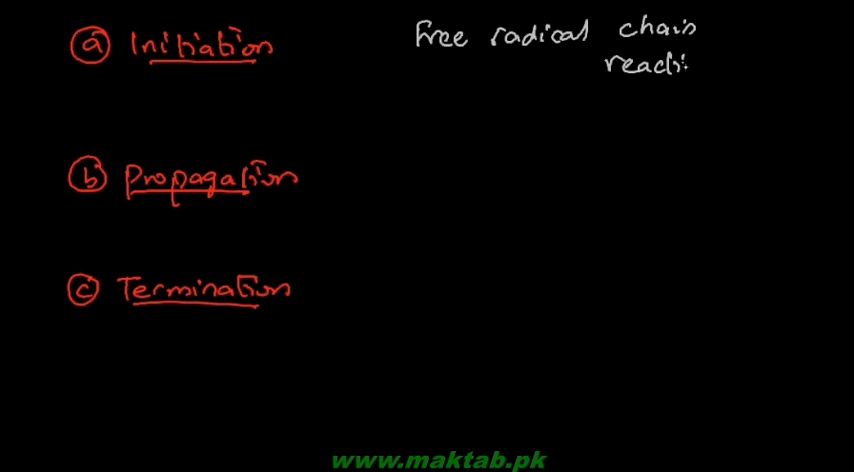 a Initiation
Free radical chain
reacti
b Propagation
c Termination
www.maktab.pk